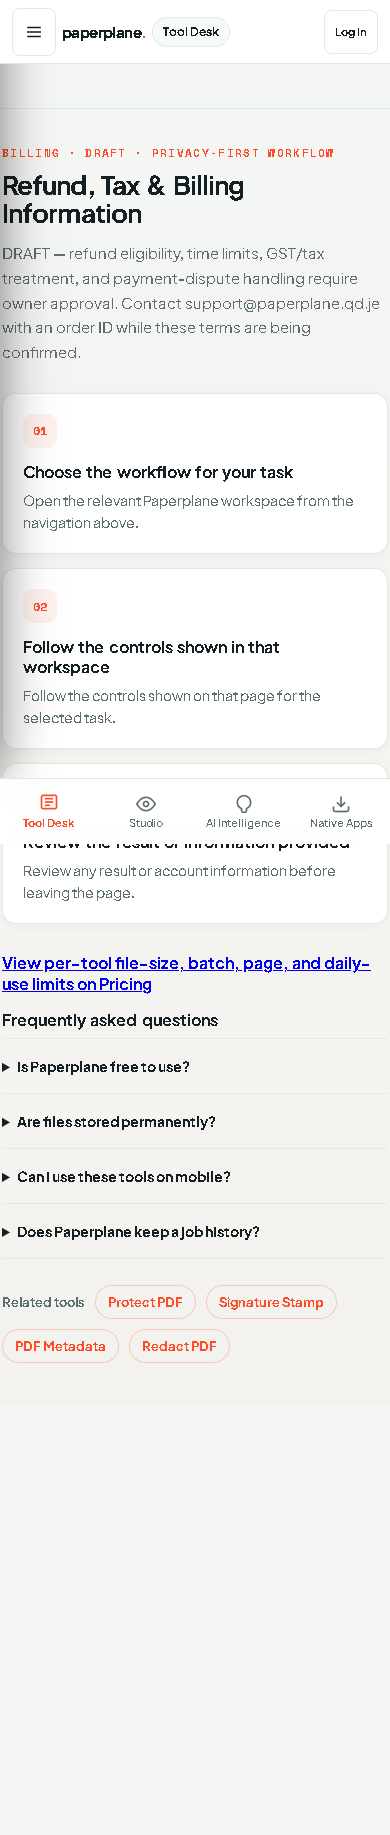 paperplane.
Tool Desk
Log In
BILLING · DRAFT · PRIVACY-FIRST WORKFLOW
Refund, Tax & Billing
Information
DRAFT — refund eligibility, time limits, GST/tax
treatment, and payment-dispute handling require
owner approval. Contact support@paperplane.qd.je
with an order ID while these terms are being
confirmed.
01
Choose the workflow for your task
Open the relevant Paperplane workspace from the
navigation above.
02
Follow the controls shown in that
workspace
Follow the controls shown on that page for the
selected task.
Tool Desk
Studio
AI Intelligence
Native Apps
Review the result or information provided
Review any result or account information before
leaving the page.
View per-tool file-size, batch, page, and daily-
use limits on Pricing
Frequently asked questions
Is Paperplane free to use?
Are files stored permanently?
Can I use these tools on mobile?
Does Paperplane keep a job history?
Related tools
Protect PDF
Signature Stamp
PDF Metadata
Redact PDF